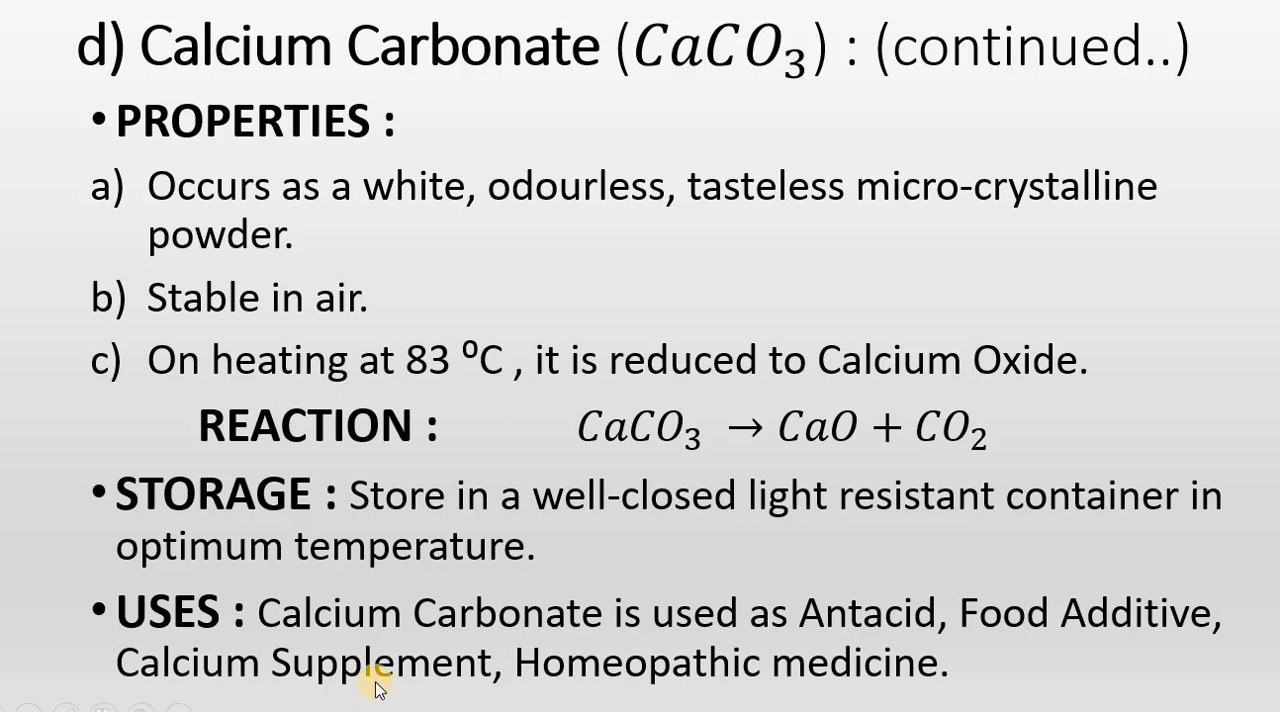 d) Calcium Carbonate (CaCO₃) : (continued..)
• PROPERTIES :
a) Occurs as a white, odourless, tasteless micro-crystalline
powder.
b) Stable in air.
c) On heating at 83 ⁰C , it is reduced to Calcium Oxide.
REACTION : CaCO₃ → CaO + CO₂
• STORAGE : Store in a well-closed light resistant container in
optimum temperature.
• USES : Calcium Carbonate is used as Antacid, Food Additive,
Calcium Supplement, Homeopathic medicine.